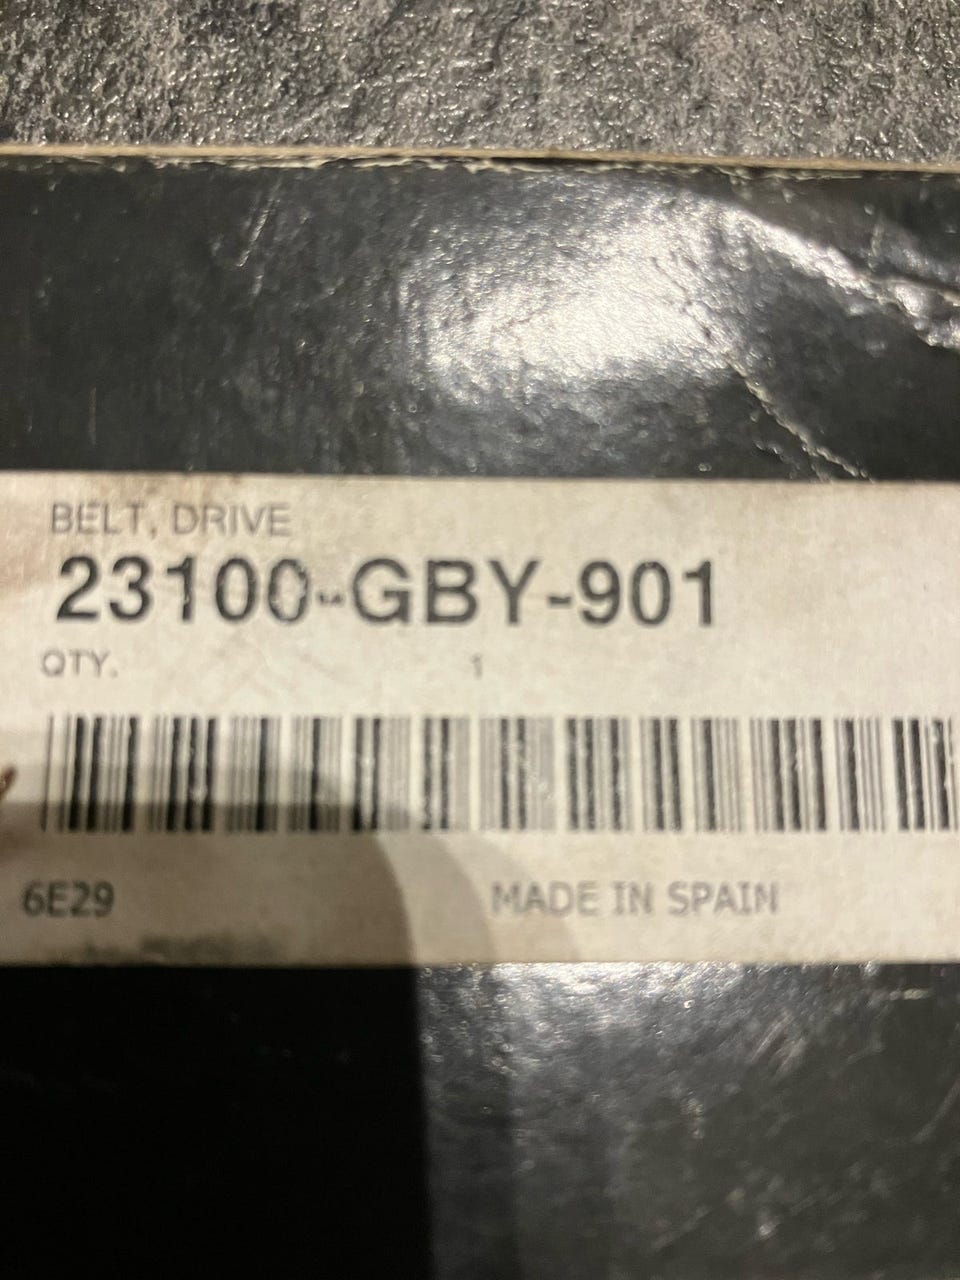 BELT, DRIVE
23100-GBY-901
QTY. 1
6E29 MADE IN SPAIN